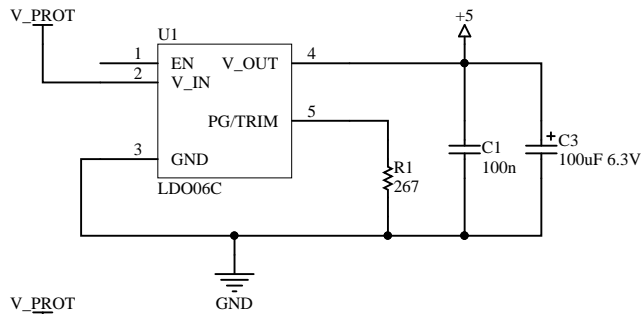 V_PROT
+5
U1
1 EN V_OUT 4
2 V_IN
PG/TRIM 5
3 GND
LDO06C
R1
267
C1
100n
C3
100uF 6.3V
GND
V_PROT